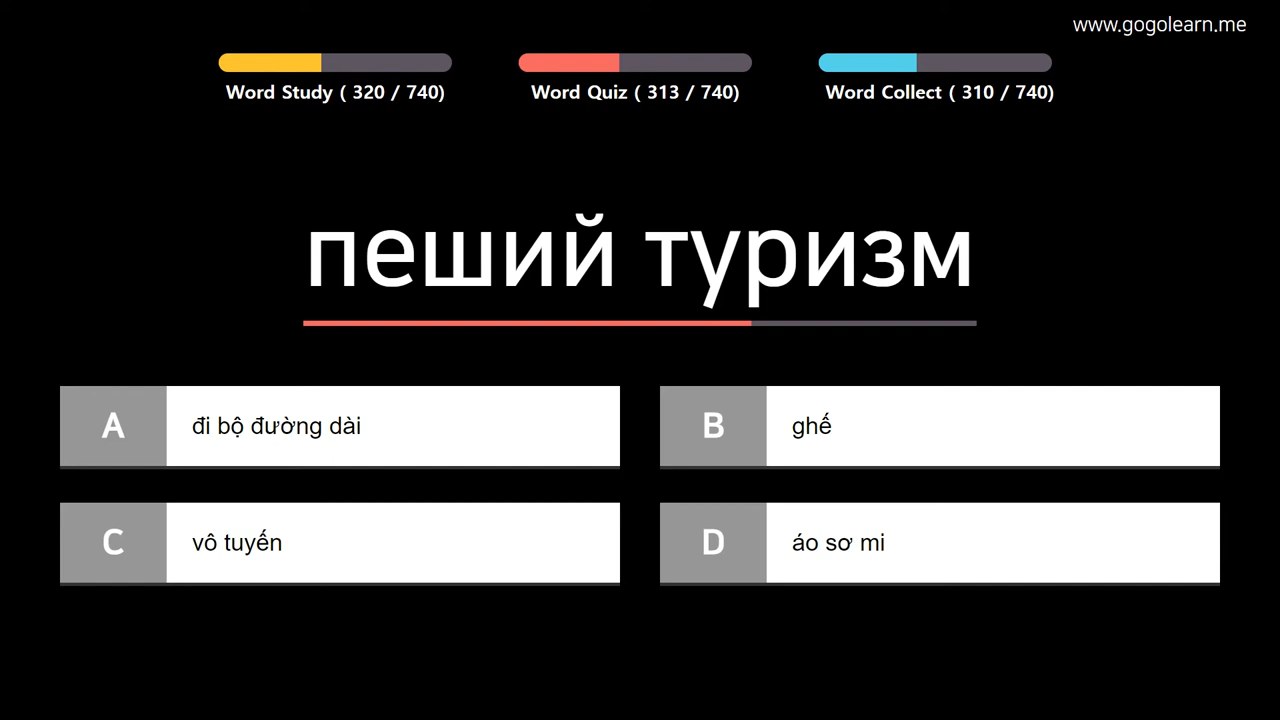 www.gogolearn.me
Word Study ( 320 / 740)
Word Quiz ( 313 / 740)
Word Collect ( 310 / 740)
пеший туризм
A đi bộ đường dài
B ghế
C vô tuyến
D áo sơ mi